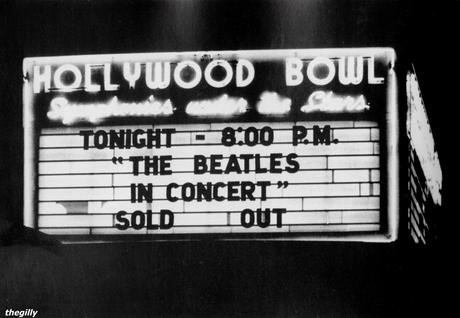 HOLLYWOOD BOWL
Symphonies under the Stars
TONIGHT - 8:00 P.M.
"THE BEATLES
IN CONCERT"
SOLD OUT
thegilly